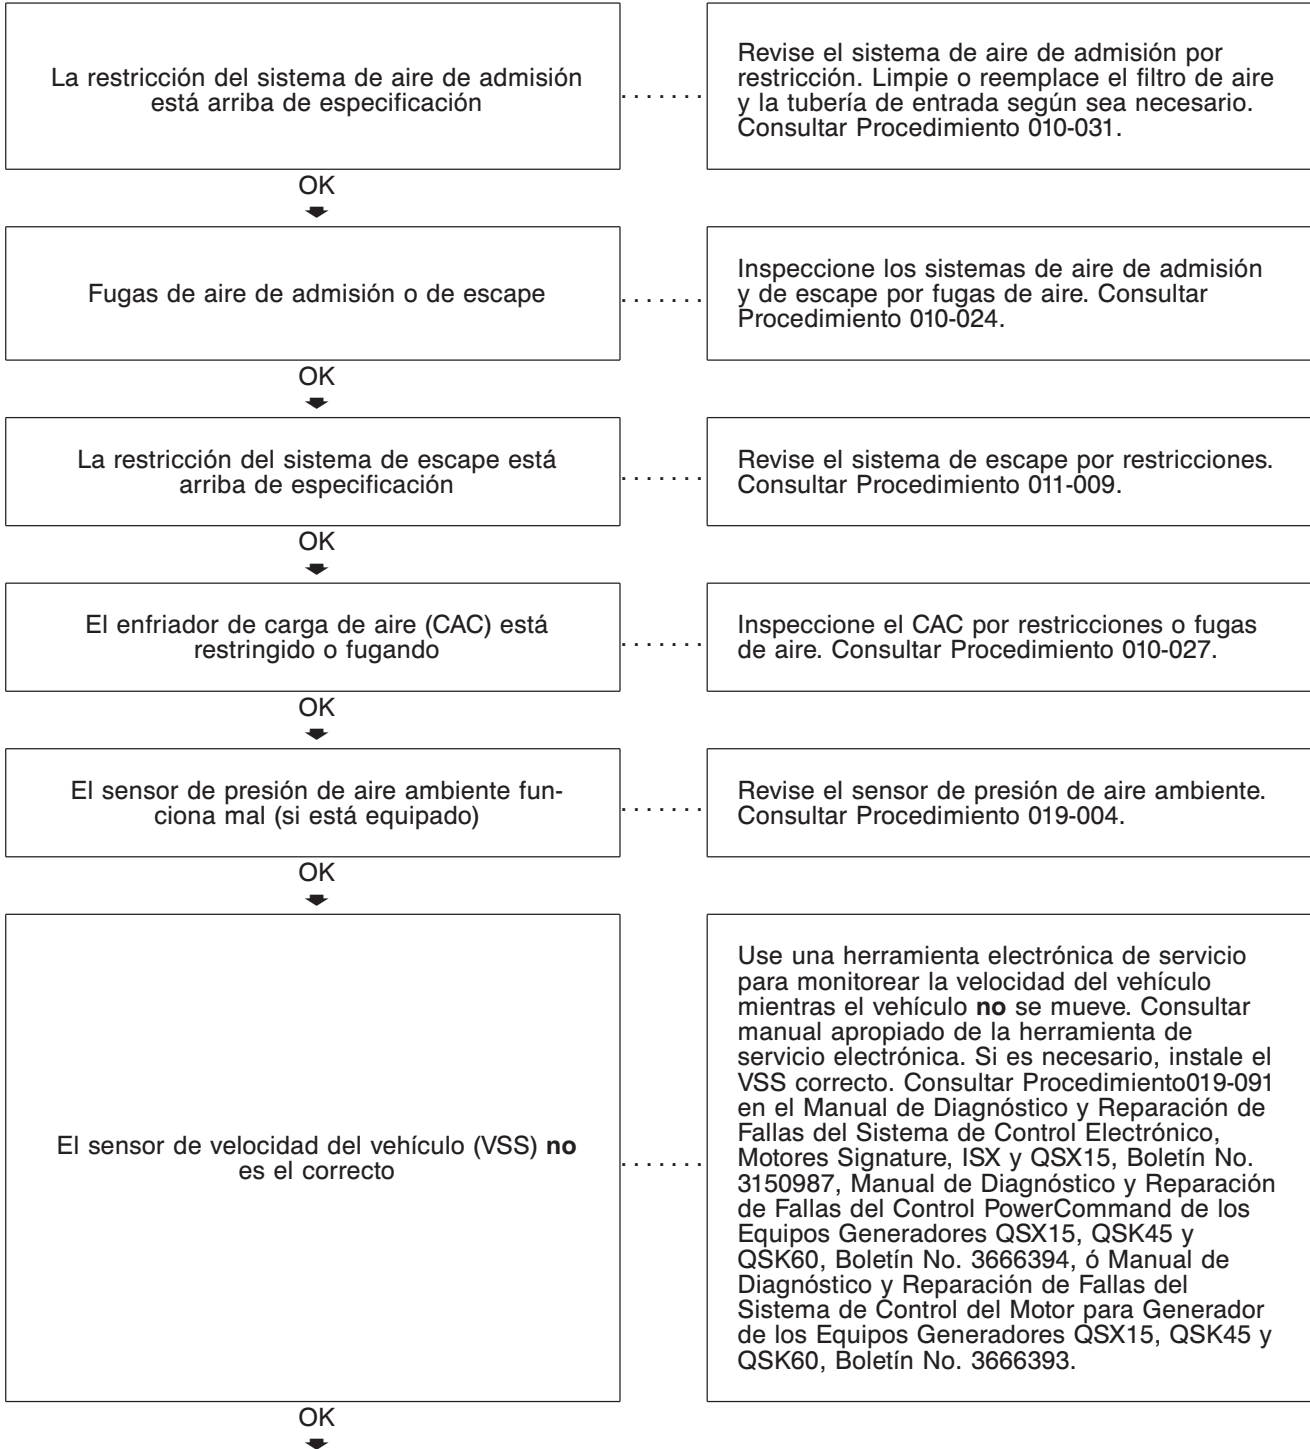 La restricción del sistema de aire de admisión
está arriba de especificación
.......
Revise el sistema de aire de admisión por
restricción. Limpie o reemplace el filtro de aire
y la tubería de entrada según sea necesario.
Consultar Procedimiento 010-031.
OK
Fugas de aire de admisión o de escape
.......
Inspeccione los sistemas de aire de admisión
y de escape por fugas de aire. Consultar
Procedimiento 010-024.
OK
La restricción del sistema de escape está
arriba de especificación
.......
Revise el sistema de escape por restricciones.
Consultar Procedimiento 011-009.
OK
El enfriador de carga de aire (CAC) está
restringido o fugando
.......
Inspeccione el CAC por restricciones o fugas
de aire. Consultar Procedimiento 010-027.
OK
El sensor de presión de aire ambiente fun-
ciona mal (si está equipado)
.......
Revise el sensor de presión de aire ambiente.
Consultar Procedimiento 019-004.
OK
El sensor de velocidad del vehículo (VSS) no
es el correcto
.......
Use una herramienta electrónica de servicio
para monitorear la velocidad del vehículo
mientras el vehículo no se mueve. Consultar
manual apropiado de la herramienta de
servicio electrónica. Si es necesario, instale el
VSS correcto. Consultar Procedimiento019-091
en el Manual de Diagnóstico y Reparación de
Fallas del Sistema de Control Electrónico,
Motores Signature, ISX y QSX15, Boletín No.
3150987, Manual de Diagnóstico y Reparación
de Fallas del Control PowerCommand de los
Equipos Generadores QSX15, QSK45 y
QSK60, Boletín No. 3666394, ó Manual de
Diagnóstico y Reparación de Fallas del
Sistema de Control del Motor para Generador
de los Equipos Generadores QSX15, QSK45 y
QSK60, Boletín No. 3666393.
OK